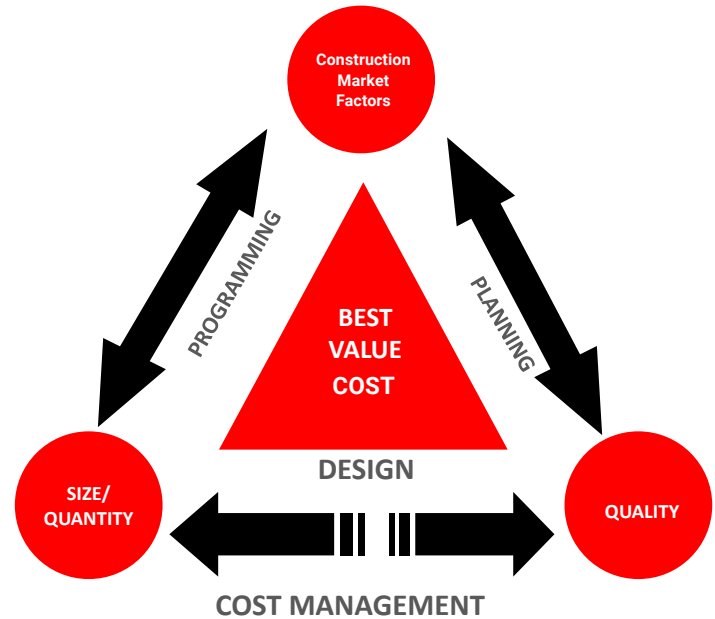 Construction
Market
Factors
PROGRAMMING
PLANNING
BEST
VALUE
COST
DESIGN
SIZE/
QUANTITY
QUALITY
COST MANAGEMENT